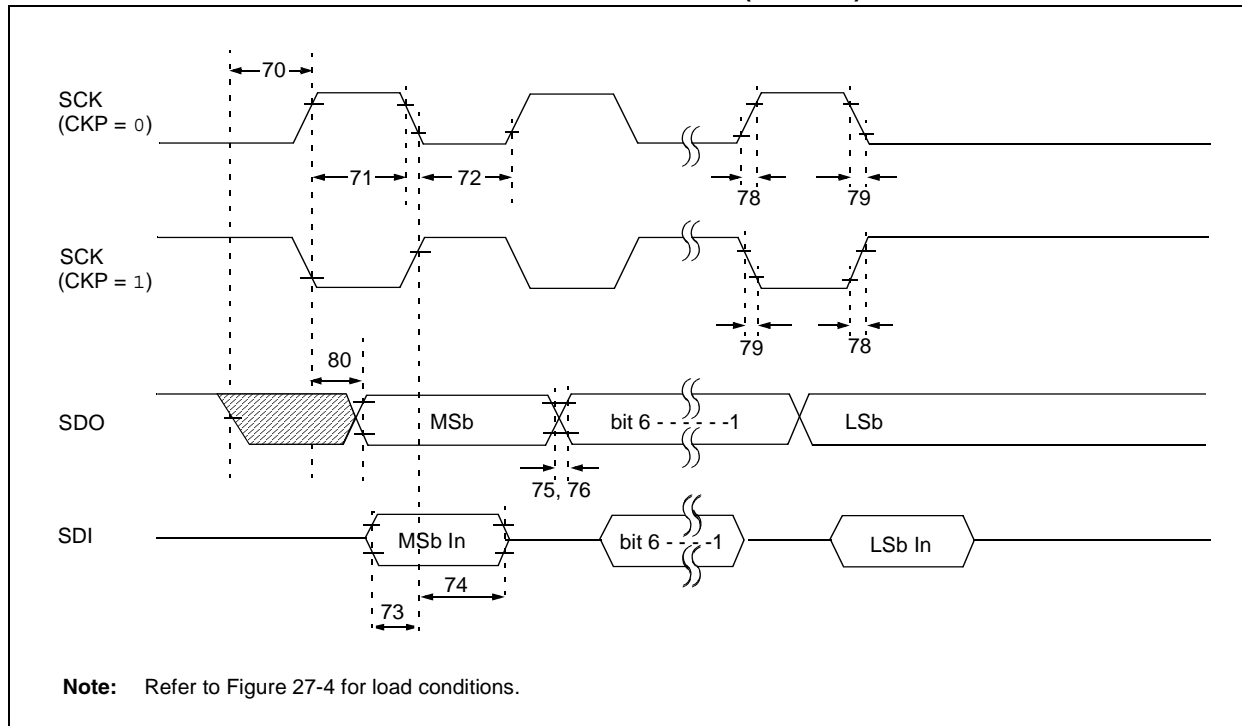 70
SCK
(CKP = 0)
71
72
78
79
SCK
(CKP = 1)
79
78
80
SDO
MSb
bit 6 - - - - - -1
LSb
75, 76
SDI
MSb In
bit 6 - - - -1
LSb In
74
73
Note: Refer to Figure 27-4 for load conditions.